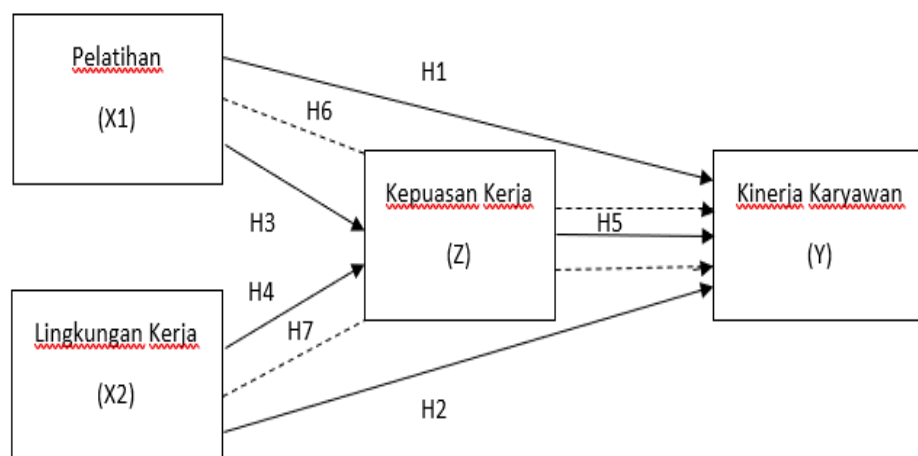 Pelatihan
(X1)
H1
H6
H3
Kepuasan Kerja
(Z)
H5
Kinerja Karyawan
(Y)
H4
Lingkungan Kerja
(X2)
H7
H2